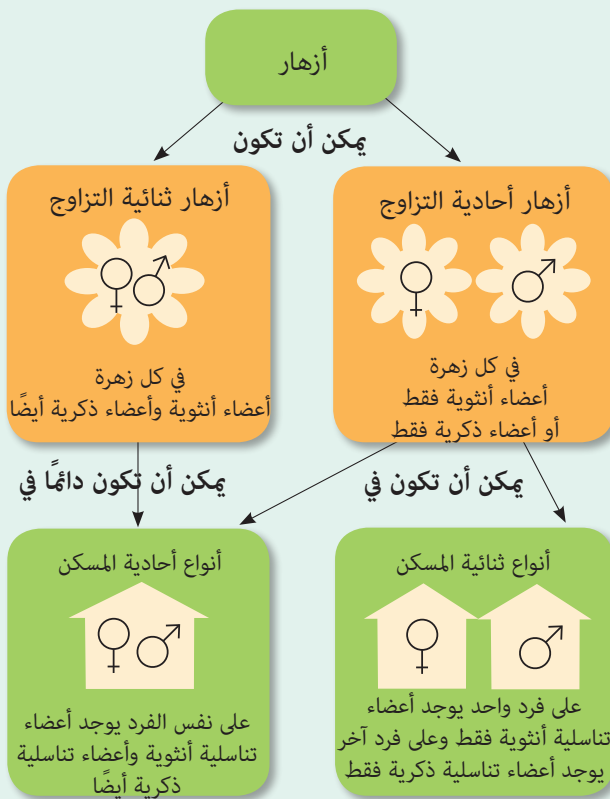 أزهار
يمكن أن تكون
أزهار أحادية التزاوج
في كل زهرة
أعضاء أنثوية فقط
أو أعضاء ذكرية فقط
أزهار ثنائية التزاوج
في كل زهرة
أعضاء أنثوية وأعضاء ذكرية أيضًا
يمكن أن تكون في
يمكن أن تكون دائمًا في
أنواع ثنائية المسكن
على فرد واحد يوجد أعضاء
تناسلية أنثوية فقط وعلى فرد آخر
يوجد أعضاء تناسلية ذكرية فقط
أنواع أحادية المسكن
على نفس الفرد يوجد أعضاء
تناسلية أنثوية وأعضاء تناسلية
ذكرية أيضًا